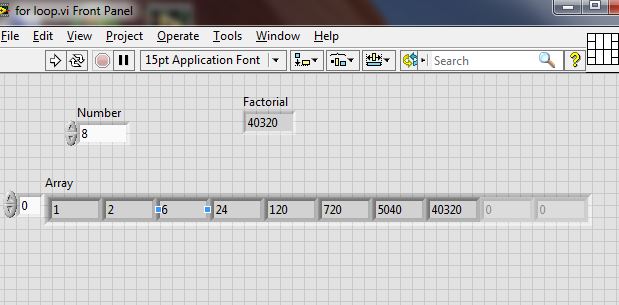 for loop.vi Front Panel
File Edit View Project Operate Tools Window Help
15pt Application Font Search ?
Number
8
Factorial
40320
Array
0 1 2 6 24 120 720 5040 40320 0 0